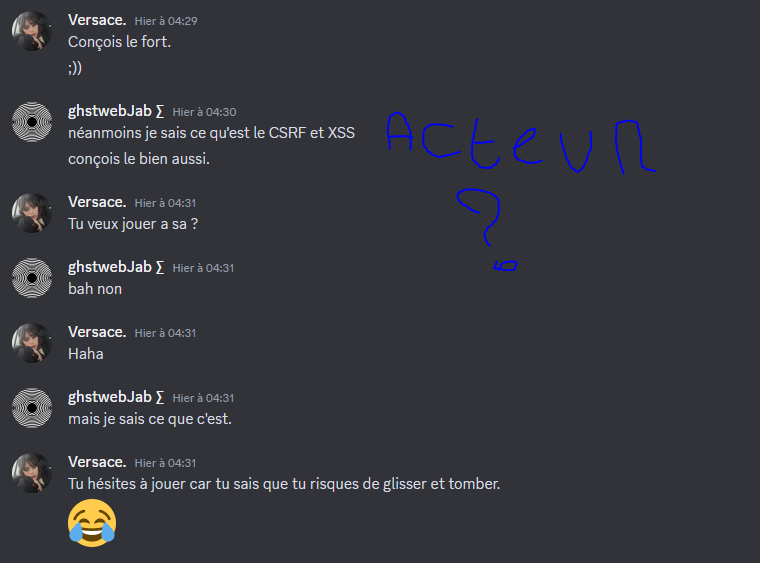 Versace. Hier à 04:29
Conçois le fort.
;))
ghstwebJab ∑ Hier à 04:30
néanmoins je sais ce qu'est le CSRF et XSS
conçois le bien aussi.
ACteUR
?
Versace. Hier à 04:31
Tu veux jouer a sa ?
ghstwebJab ∑ Hier à 04:31
bah non
Versace. Hier à 04:31
Haha
ghstwebJab ∑ Hier à 04:31
mais je sais ce que c'est.
Versace. Hier à 04:31
Tu hésites à jouer car tu sais que tu risques de glisser et tomber.
😂